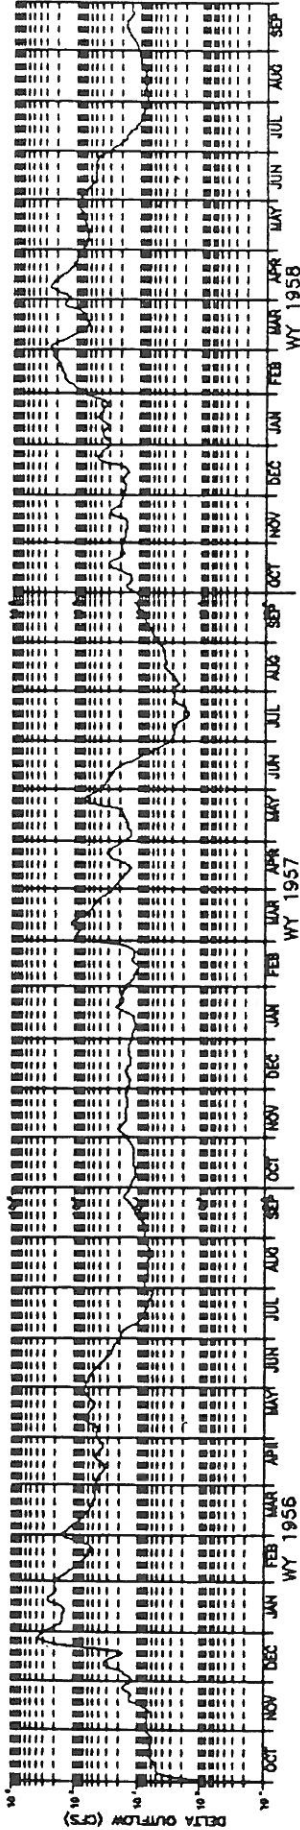 DELTA OUTFLOW (CFS)
OCT NOV DEC JAN FEB MAR APR MAY JUN JUL AUG SEP OCT NOV DEC JAN FEB MAR APR MAY JUN JUL AUG SEP OCT NOV DEC JAN FEB MAR APR MAY JUN JUL AUG SEP
WY 1956 WY 1957 WY 1958